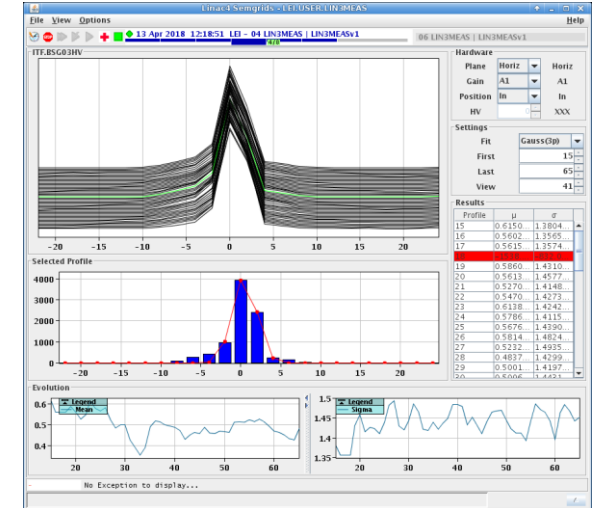 Linac4 Semgrids - LEI.USER.LIN3MEAS
File View Options Help
13 Apr 2018 12:18:51 LEI - 04 LIN3MEAS | LIN3MEASv1
4/8
06 LIN3MEAS | LIN3MEASv1
ITF.BSG03HV
-20 -15 -10 -5 0 5 10 15 20
Hardware
Plane Horiz Horiz
Gain A1 A1
Position In In
HV 0 XXX
Settings
Fit Gauss(3p)
First 15
Last 65
View 41
Results
Profile μ σ
15 0.6150... 1.3804...
16 0.5602... 1.3565...
17 0.5615... 1.3574...
19 0.5860... 1.4310...
20 0.5613... 1.4577...
21 0.5270... 1.4148...
22 0.5470... 1.4273...
23 0.6138... 1.4242...
24 0.5786... 1.4115...
25 0.5676... 1.4390...
26 0.5814... 1.4824...
27 0.5232... 1.4935...
28 0.4837... 1.4299...
29 0.5001... 1.4197...
Selected Profile
4000
3000
2000
1000
0
-20 -15 -10 -5 0 5 10 15 20
Evolution
0.6
0.5
0.4
Legend
Mean
20 30 40 50 60
1.5
1.45
1.4
1.35
Legend
Sigma
20 30 40 50 60
No Exception to display...